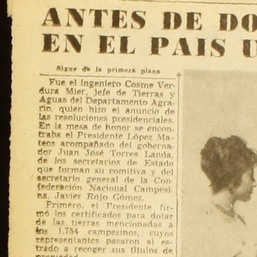 ANTES DE DO
EN EL PAIS U
Sigue de la primera plana
Fue el ingeniero Cosme Ver-
dura Mier, jefe de Tierras y
Aguas del Departamento Agra-
rio, quien hizo el anuncio de
las resoluciones presidenciales.
En la mesa de honor se encon-
traba el Presidente López Ma-
teos acompañado del goberna-
dor Juan José Torres Landa,
de los secretarios de Estado
que forman su comitiva y del
secretario general de la Con-
federación Nacional Campesi-
na, Javier Rojo Gómez.
Primero, el Presidente fir-
mó los certificados para dotar
de las tierras mencionadas a
los 1,754 campesinos, cuyos
representantes pasaron al es-
trado a recoger sus títulos de